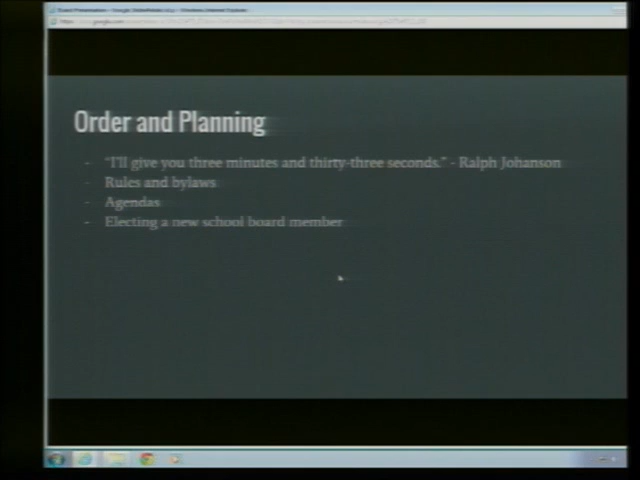 Order and Planning
- "I'll give you three minutes and thirty-three seconds." - Ralph Johanson
- Rules and bylaws
- Agendas
- Electing a new school board member